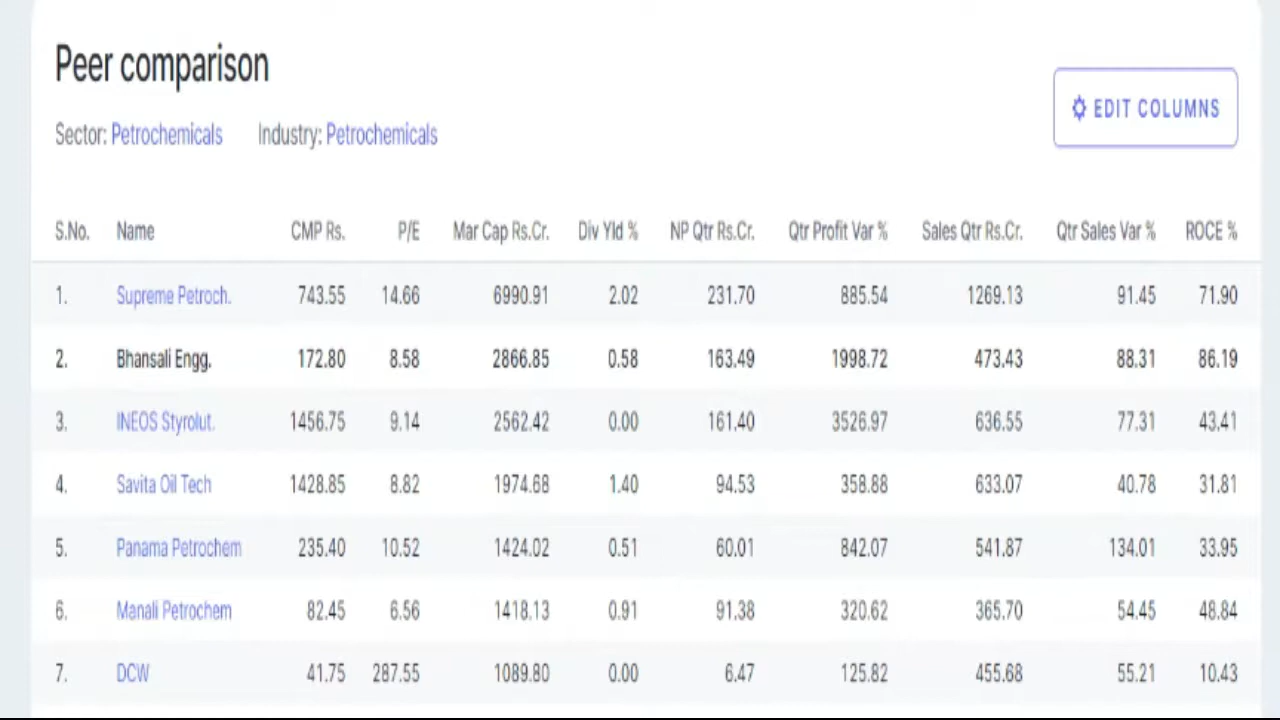 Peer comparison
EDIT COLUMNS
Sector: Petrochemicals Industry: Petrochemicals
S.No. Name CMP Rs. P/E Mar Cap Rs.Cr. Div Yld % NP Qtr Rs.Cr. Qtr Profit Var % Sales Qtr Rs.Cr. Qtr Sales Var % ROCE %
1. Supreme Petroch. 743.55 14.66 6990.91 2.02 231.70 885.54 1269.13 91.45 71.90
2. Bhansali Engg. 172.80 8.58 2866.85 0.58 163.49 1998.72 473.43 88.31 86.19
3. INEOS Styrolut. 1456.75 9.14 2562.42 0.00 161.40 3526.97 636.55 77.31 43.41
4. Savita Oil Tech 1428.85 8.82 1974.68 1.40 94.53 358.88 633.07 40.78 31.81
5. Panama Petrochem 235.40 10.52 1424.02 0.51 60.01 842.07 541.87 134.01 33.95
6. Manali Petrochem 82.45 6.56 1418.13 0.91 91.38 320.62 365.70 54.45 48.84
7. DCW 41.75 287.55 1089.80 0.00 6.47 125.82 455.68 55.21 10.43